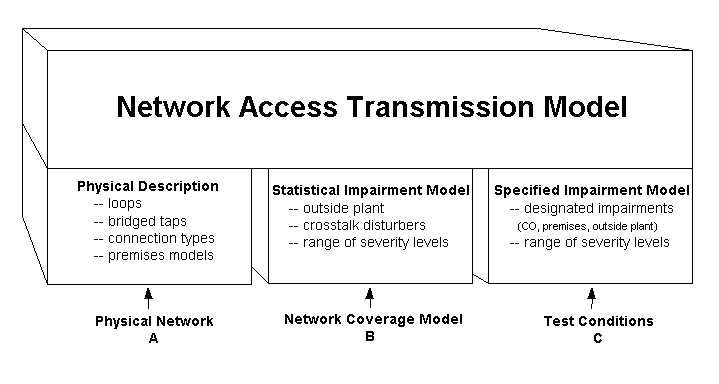 Network Access Transmission Model
Physical Description
-- loops
-- bridged taps
-- connection types
-- premises models
Statistical Impairment Model
-- outside plant
-- crosstalk disturbers
-- range of severity levels
Specified Impairment Model
-- designated impairments
(CO, premises, outside plant)
-- range of severity levels
Physical Network
A
Network Coverage Model
B
Test Conditions
C